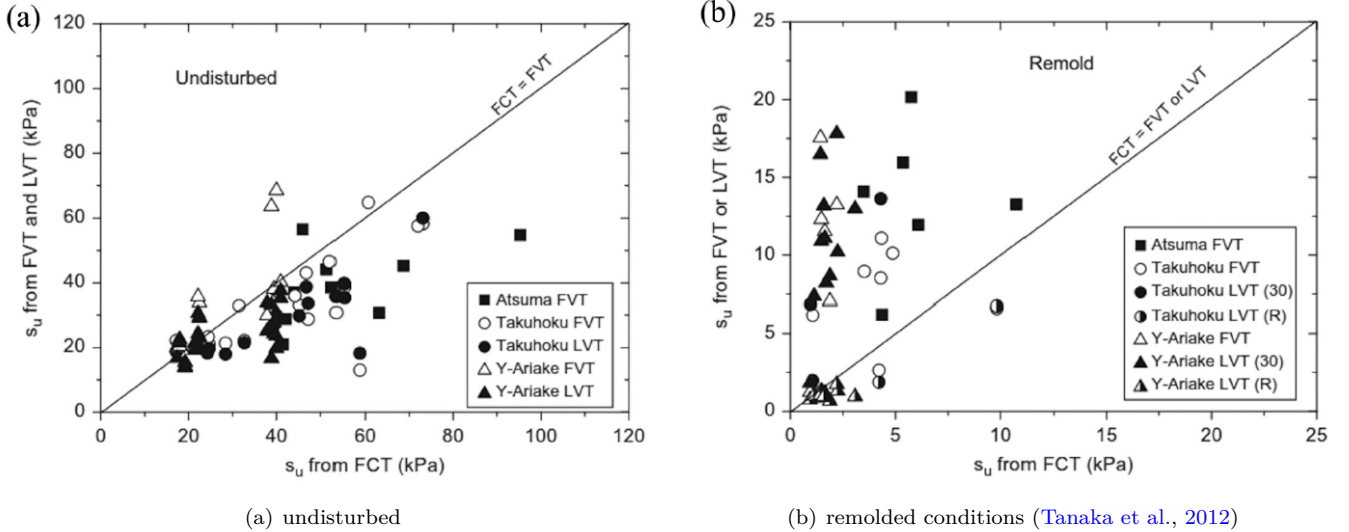 (a)
120
100
80
60
40
20
0
0 20 40 60 80 100 120
s_u from FVT and LVT (kPa)
s_u from FCT (kPa)
Undisturbed
FCT = FVT
Atsuma FVT
Takuhoku FVT
Takuhoku LVT
Y-Ariake FVT
Y-Ariake LVT
(a) undisturbed
(b)
25
20
15
10
5
0
0 5 10 15 20 25
s_u from FVT or LVT (kPa)
s_u from FCT (kPa)
Remold
FCT = FVT or LVT
Atsuma FVT
Takuhoku FVT
Takuhoku LVT (30)
Takuhoku LVT (R)
Y-Ariake FVT
Y-Ariake LVT (30)
Y-Ariake LVT (R)
(b) remolded conditions (Tanaka et al., 2012)